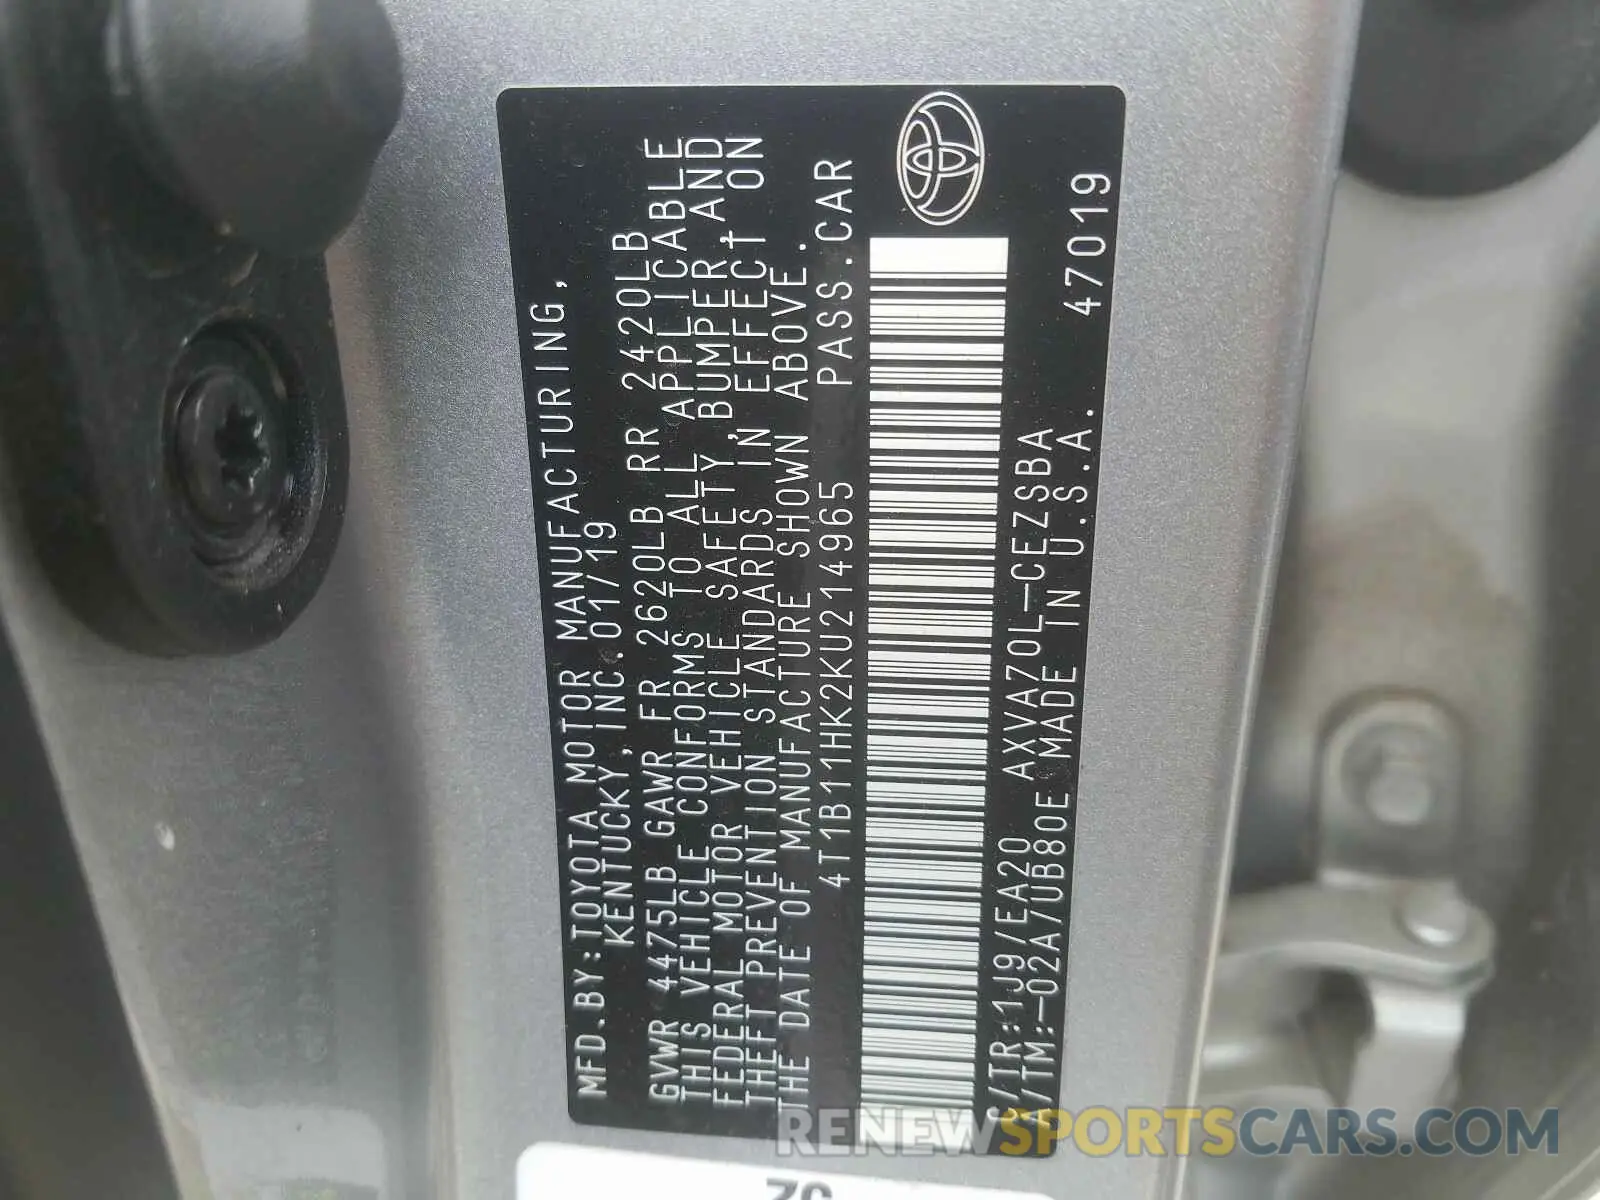 MFD.BY:TOYOTA MOTOR MANUFACTURING,
KENTUCKY,INC.01/19
GVWR 4475LB GAWR FR 2620LB RR 2420LB
THIS VEHICLE CONFORMS TO ALL APPLICABLE
FEDERAL MOTOR VEHICLE SAFETY,BUMPER,AND
THEFT PREVENTION STANDARDS IN EFFECT ON
THE DATE OF MANUFACTURE SHOWN ABOVE.
4T1B11HK2KU214965 PASS.CAR
C/TR:1J9/EA20 AXVA70L-CEZSBA
A/TM:-02A/UB80E MADE IN U.S.A.
47019
RENEWSPORTSCARS.COM